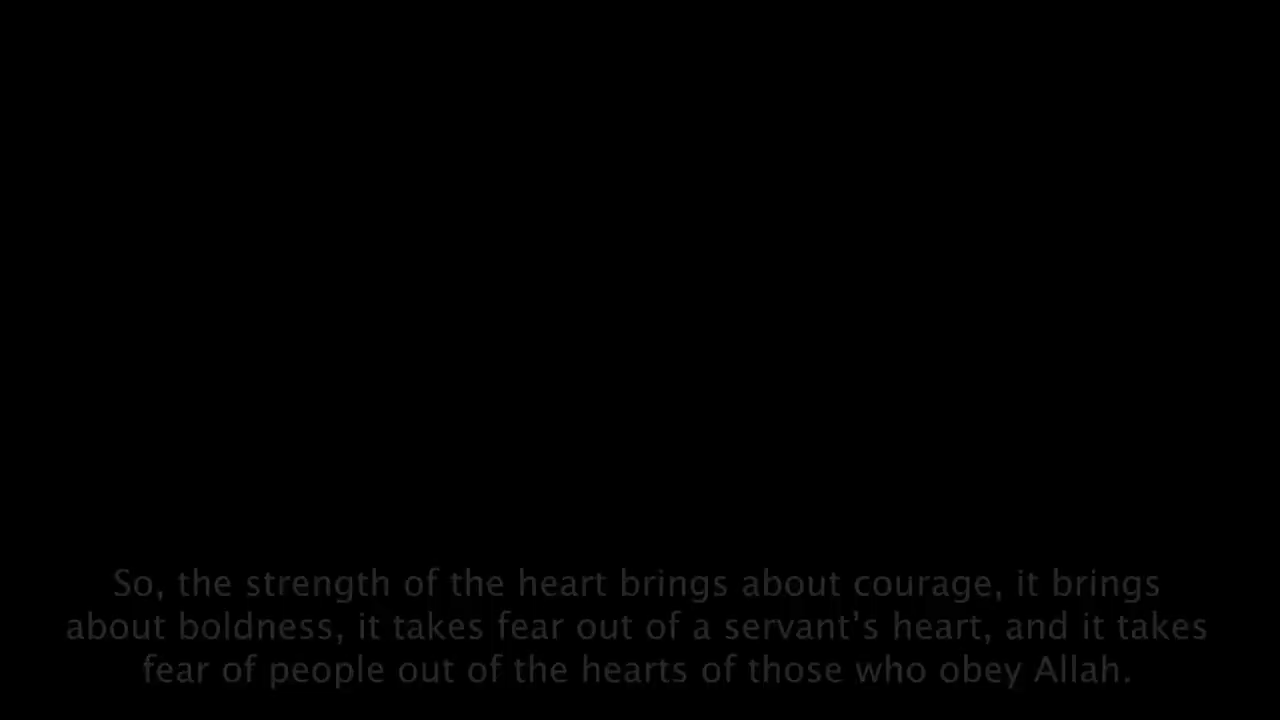 So, the strength of the heart brings about courage, it brings
about boldness, it takes fear out of a servant’s heart, and it takes
fear of people out of the hearts of those who obey Allah.